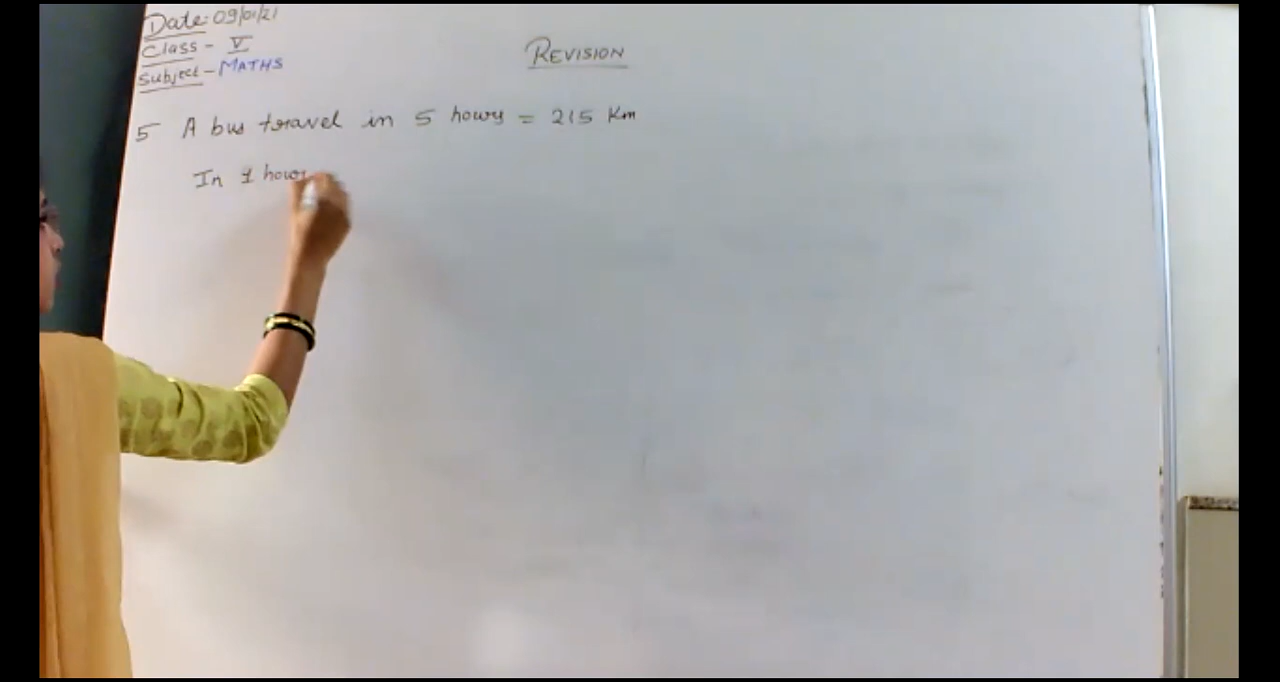 Date: 09/01/21
Class - V
Subject - MATHS
REVISION
5 A bus travel in 5 hours = 215 Km
In 1 hour